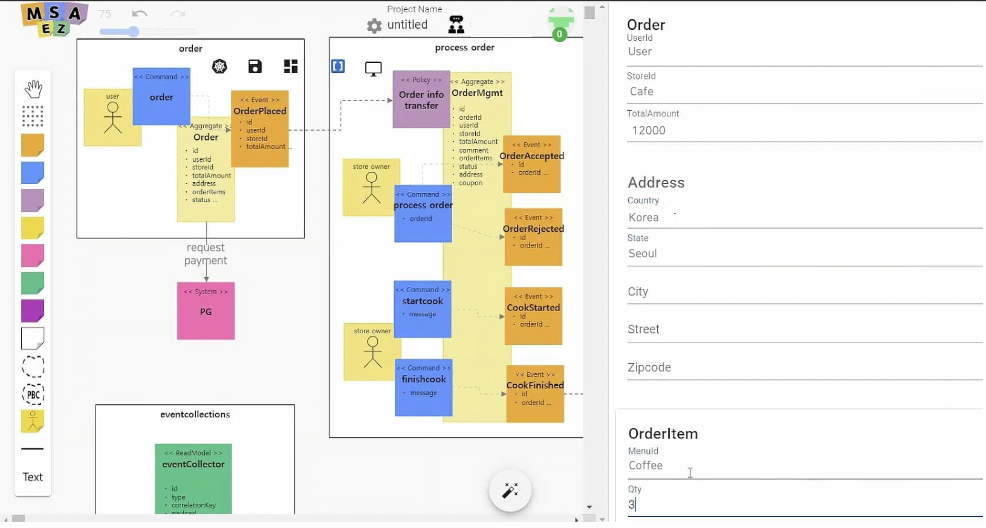 MSA
EZ
75
Project Name
untitled
0
order
<< Command >>
order
user
<< Event >>
OrderPlaced
id
userId
storeId
totalAmount ...
<< Aggregate >>
Order
id
userId
storeId
totalAmount
address
orderItems
status ...
request
payment
<< System >>
PG
eventcollections
<< ReadModel >>
eventCollector
id
type
correlationKey
payload
process order
<< Policy >>
Order info
transfer
<< Aggregate >>
OrderMgmt
id
orderId
userId
storeId
totalAmount
comment
orderItems
status
address
coupon
<< Event >>
OrderAccepted
id
orderId ...
store owner
<< Command >>
process order
orderId
<< Event >>
OrderRejected
id
orderId ...
<< Command >>
startcook
message
<< Event >>
CookStarted
id
orderId ...
store owner
<< Command >>
finishcook
message
<< Event >>
CookFinished
id
orderId ...
PBC
Text
Order
UserId
User
StoreId
Cafe
TotalAmount
12000
Address
Country
Korea
State
Seoul
City
Street
Zipcode
OrderItem
MenuId
Coffee
Qty
3